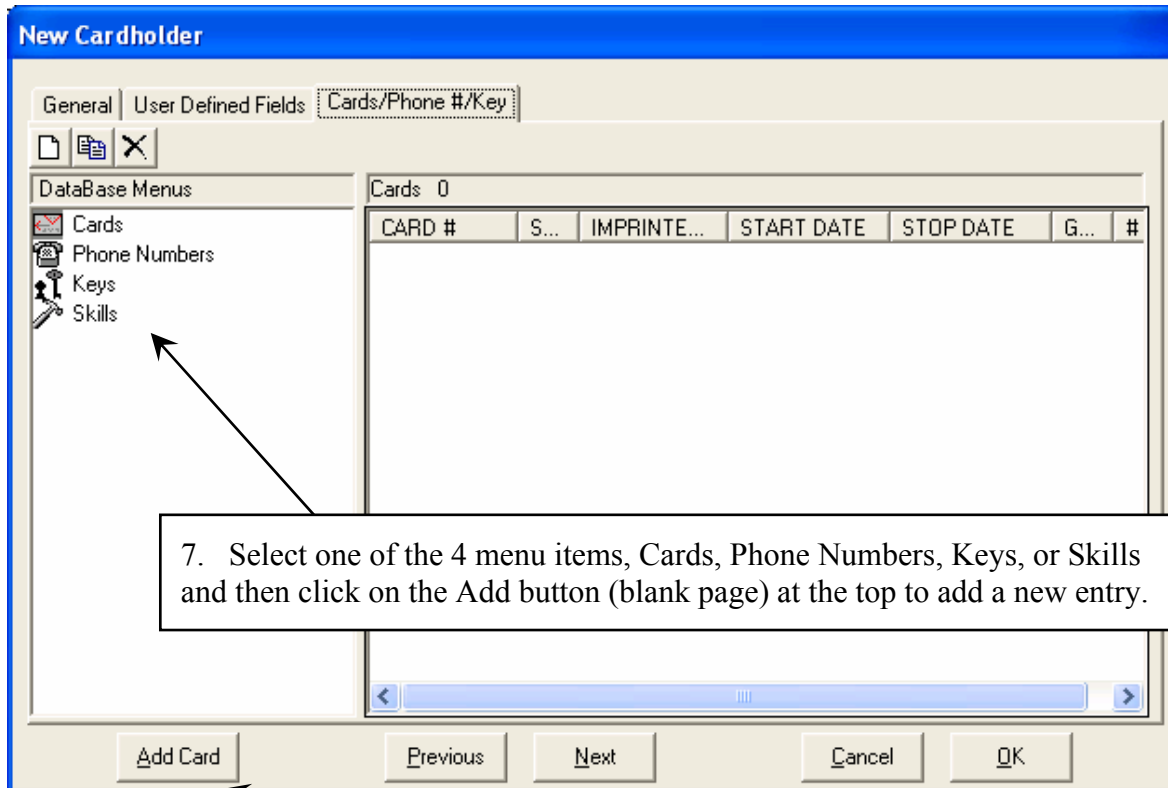 New Cardholder
General User Defined Fields Cards/Phone #/Key
DataBase Menus Cards 0
Cards
Phone Numbers
Keys
Skills
CARD # S... IMPRINTE... START DATE STOP DATE G... #
7. Select one of the 4 menu items, Cards, Phone Numbers, Keys, or Skills
and then click on the Add button (blank page) at the top to add a new entry.
Add Card Previous Next Cancel OK